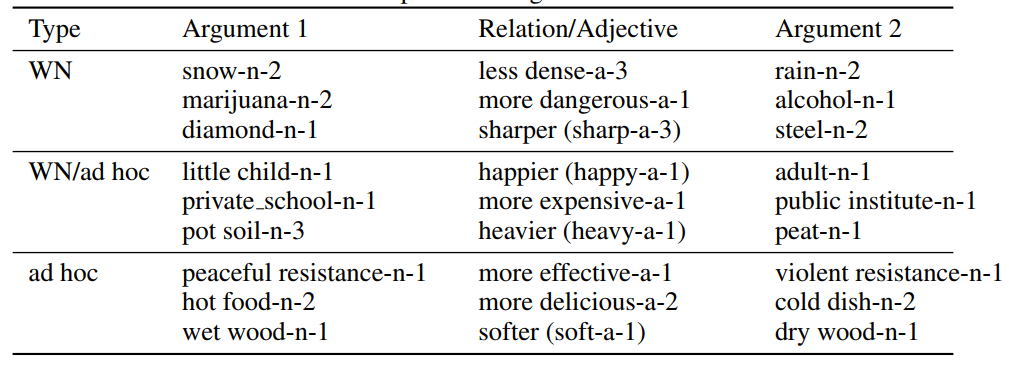 Type Argument 1 Relation/Adjective Argument 2
WN snow-n-2 less dense-a-3 rain-n-2
marijuana-n-2 more dangerous-a-1 alcohol-n-1
diamond-n-1 sharper (sharp-a-3) steel-n-2
WN/ad hoc little child-n-1 happier (happy-a-1) adult-n-1
private_school-n-1 more expensive-a-1 public institute-n-1
pot soil-n-3 heavier (heavy-a-1) peat-n-1
ad hoc peaceful resistance-n-1 more effective-a-1 violent resistance-n-1
hot food-n-2 more delicious-a-2 cold dish-n-2
wet wood-n-1 softer (soft-a-1) dry wood-n-1